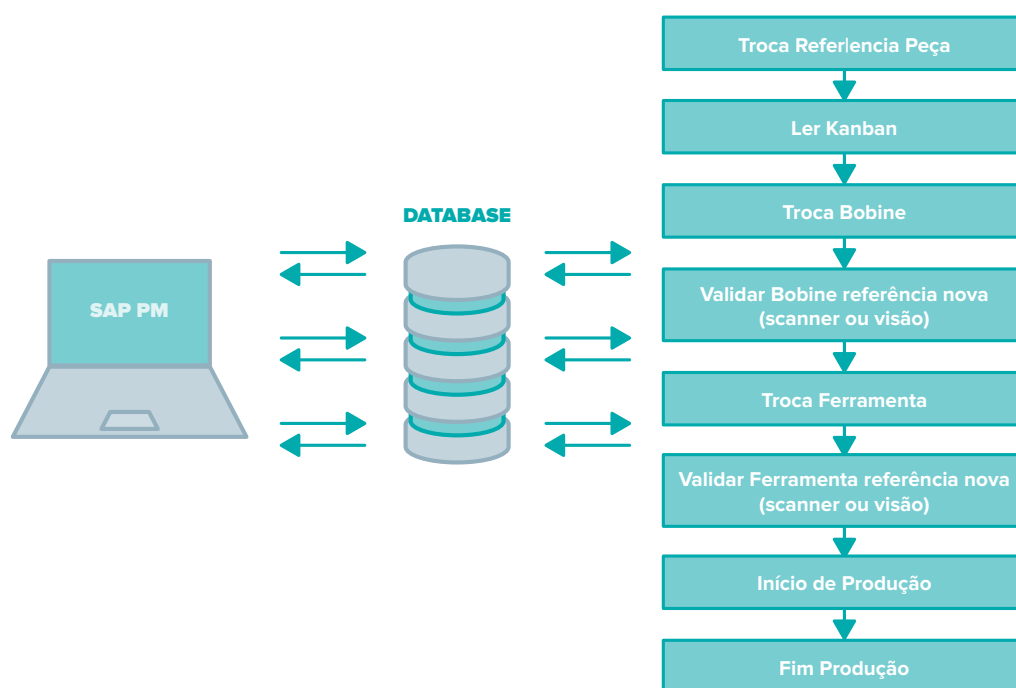 SAP PM
DATABASE
Troca Referlencia Peça
Ler Kanban
Troca Bobine
Validar Bobine referência nova
(scanner ou visão)
Troca Ferramenta
Validar Ferramenta referência nova
(scanner ou visão)
Início de Produção
Fim Produção